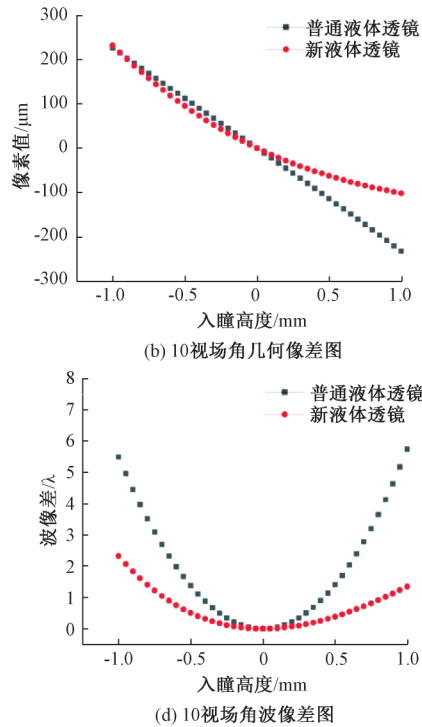 300
普通液体透镜
新液体透镜
200
100
像素值/μm
0
-100
-200
-300
-1.0
-0.5
0
0.5
1.0
入瞳高度/mm
(b) 10视场角几何像差图
8
普通液体透镜
新液体透镜
7
6
5
4
波像差/λ
3
2
1
0
-1.0
-0.5
0
0.5
1.0
入瞳高度/mm
(d) 10视场角波像差图